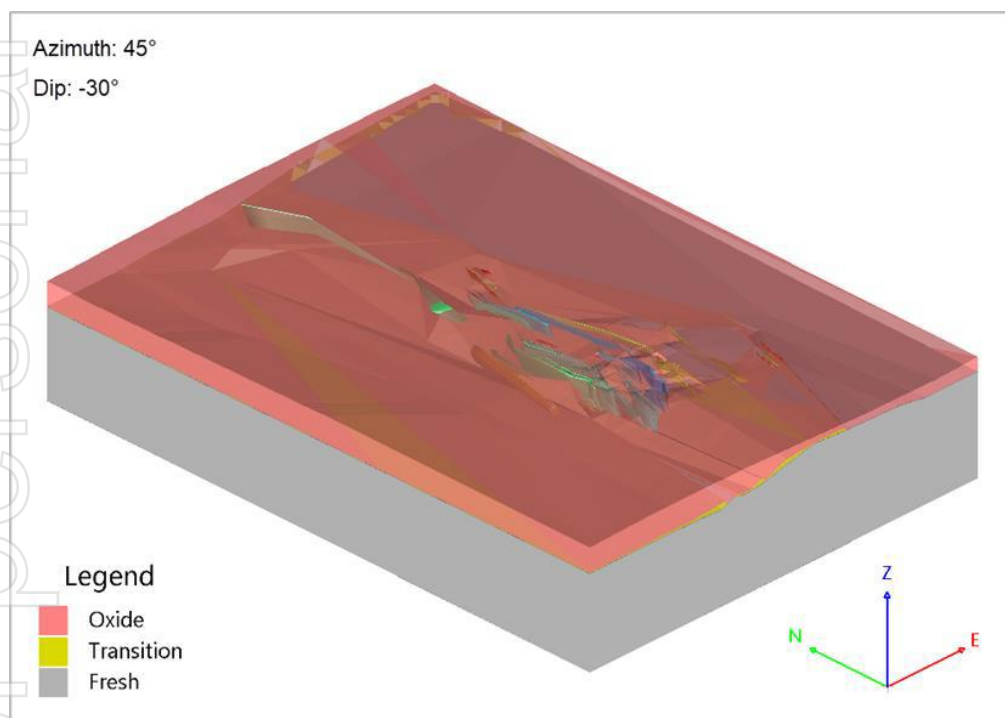 Azimuth: 45°
Dip: -30°
Legend
Oxide
Transition
Fresh
Z
N
E